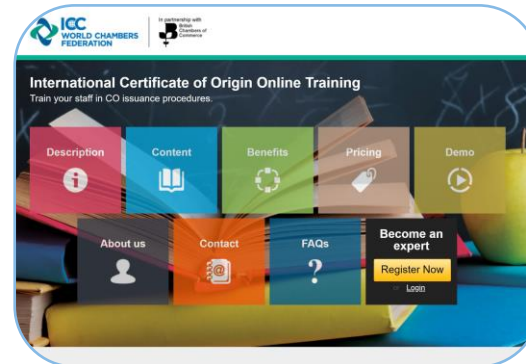 ICC
WORLD CHAMBERS
FEDERATION
In partnership with
British
Chambers of
Commerce
International Certificate of Origin Online Training
Train your staff in CO issuance procedures.
Description
Content
Benefits
Pricing
Demo
About us
Contact
FAQs
Become an
expert
Register Now
or Login